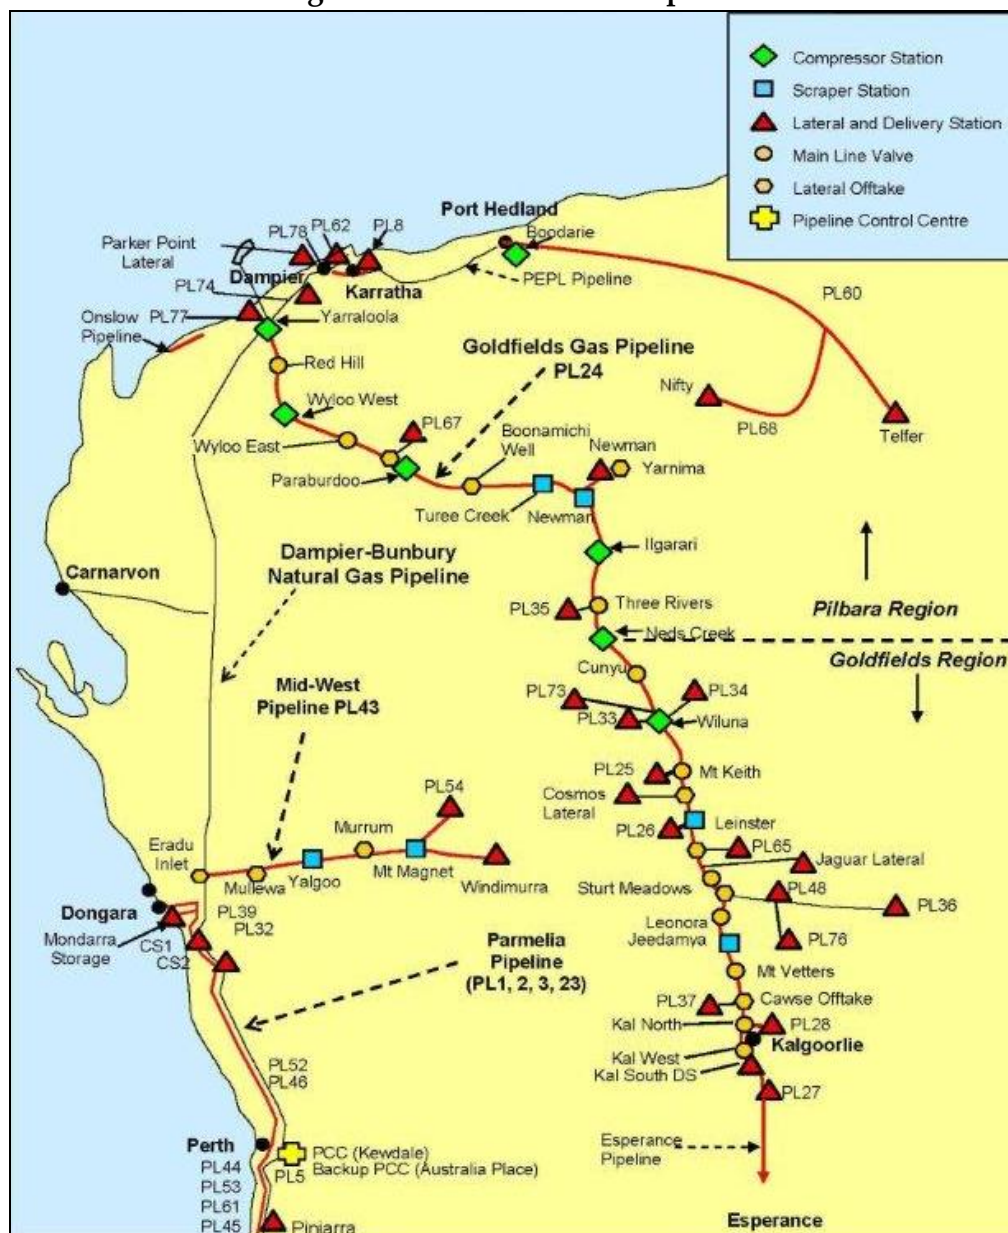 Compressor Station
Scraper Station
Lateral and Delivery Station
Main Line Valve
Lateral Offtake
Pipeline Control Centre
Port Hedland
Boodarie
PL8
PL62
PL78
Parker Point
Lateral
Dampier
Karratha
PEPL Pipeline
PL60
PL74
Onslow
Pipeline
PL77
Yarraloola
Goldfields Gas Pipeline
PL24
Red Hill
Nifty
PL68
Telfer
Wyloo West
PL67
Wyloo East
Boonamichi
Well
Newman
Yarnima
Paraburdoo
Turee Creek
Newman
Ilgarari
Dampier-Bunbury
Natural Gas Pipeline
Carnarvon
PL35
Three Rivers
Pilbara Region
Neds Creek
Goldfields Region
Cunyu
Mid-West
Pipeline PL43
PL73
PL34
PL33
Wiluna
PL25
Mt Keith
PL54
Cosmos
Lateral
Murrum
PL26
Leinster
Eradu
Inlet
PL65
Jaguar Lateral
Mullewa
Yalgoo
Mt Magnet
Windimurra
Sturt Meadows
PL48
PL36
Dongara
PL39
PL32
Leonora
Jeedamya
PL76
Mondarra
Storage
CS1
CS2
Parmelia
Pipeline
(PL1, 2, 3, 23)
Mt Vetters
PL37
Cawse Offtake
Kal North
PL28
Kalgoorlie
Kal West
Kal South DS
PL27
PL52
PL46
Esperance
Pipeline
Perth
PL44
PL53
PL61
PL45
PL5
PCC (Kewdale)
Backup PCC (Australia Place)
Pinjarra
Esperance